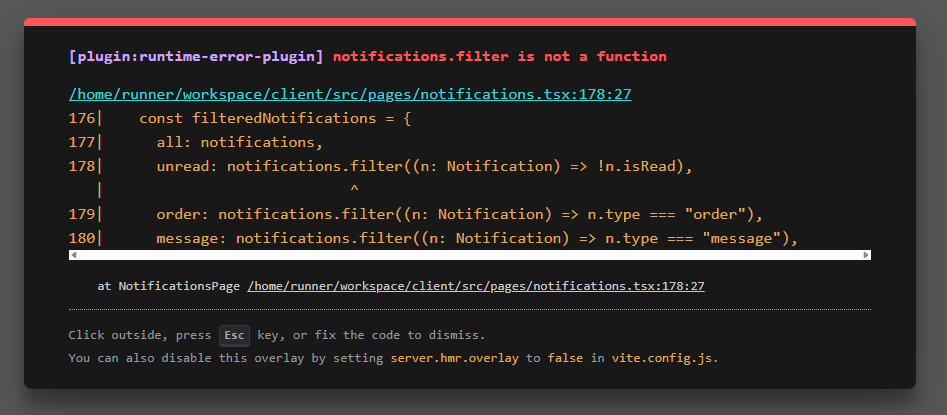 [plugin:runtime-error-plugin] notifications.filter is not a function
/home/runner/workspace/client/src/pages/notifications.tsx:178:27
176|    const filteredNotifications = {
177|      all: notifications,
178|      unread: notifications.filter((n: Notification) => !n.isRead),
   |                            ^
179|      order: notifications.filter((n: Notification) => n.type === "order"),
180|      message: notifications.filter((n: Notification) => n.type === "message"),
at NotificationsPage /home/runner/workspace/client/src/pages/notifications.tsx:178:27
Click outside, press Esc key, or fix the code to dismiss.
You can also disable this overlay by setting server.hmr.overlay to false in vite.config.js.